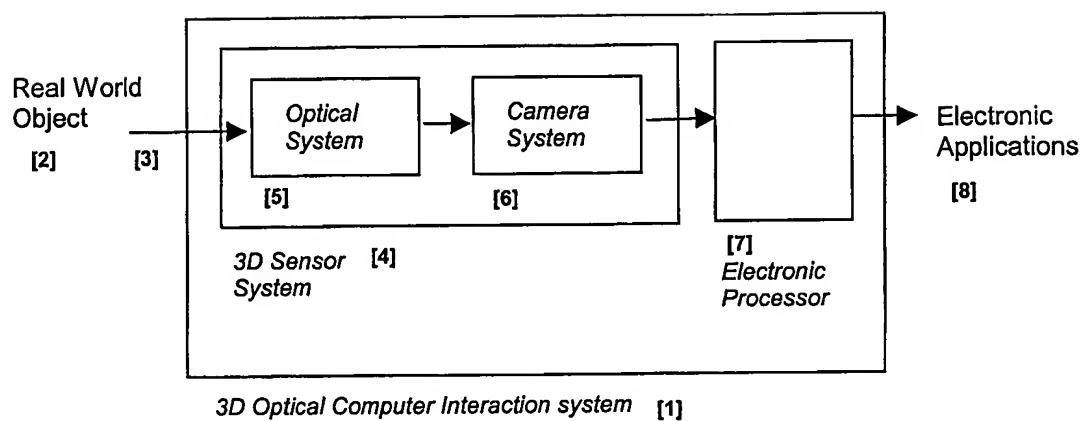 Real World
Object
[2]
[3]
Optical
System
[5]
Camera
System
[6]
3D Sensor
System
[4]
[7]
Electronic
Processor
Electronic
Applications
[8]
3D Optical Computer Interaction system [1]